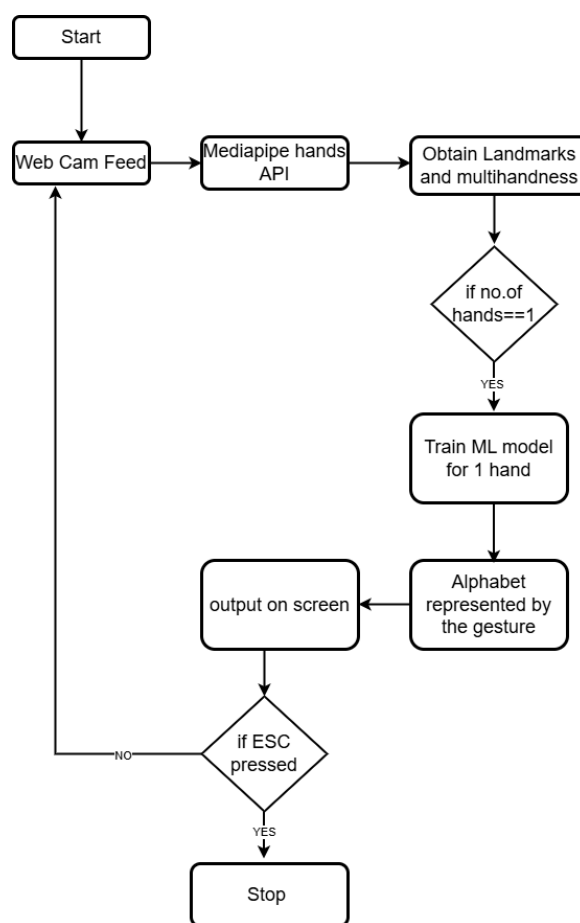 Start
Web Cam Feed
Mediapipe hands
API
Obtain Landmarks
and multihandness
if no.of
hands==1
YES
Train ML model
for 1 hand
Alphabet
represented by
the gesture
output on screen
if ESC
pressed
NO
YES
Stop